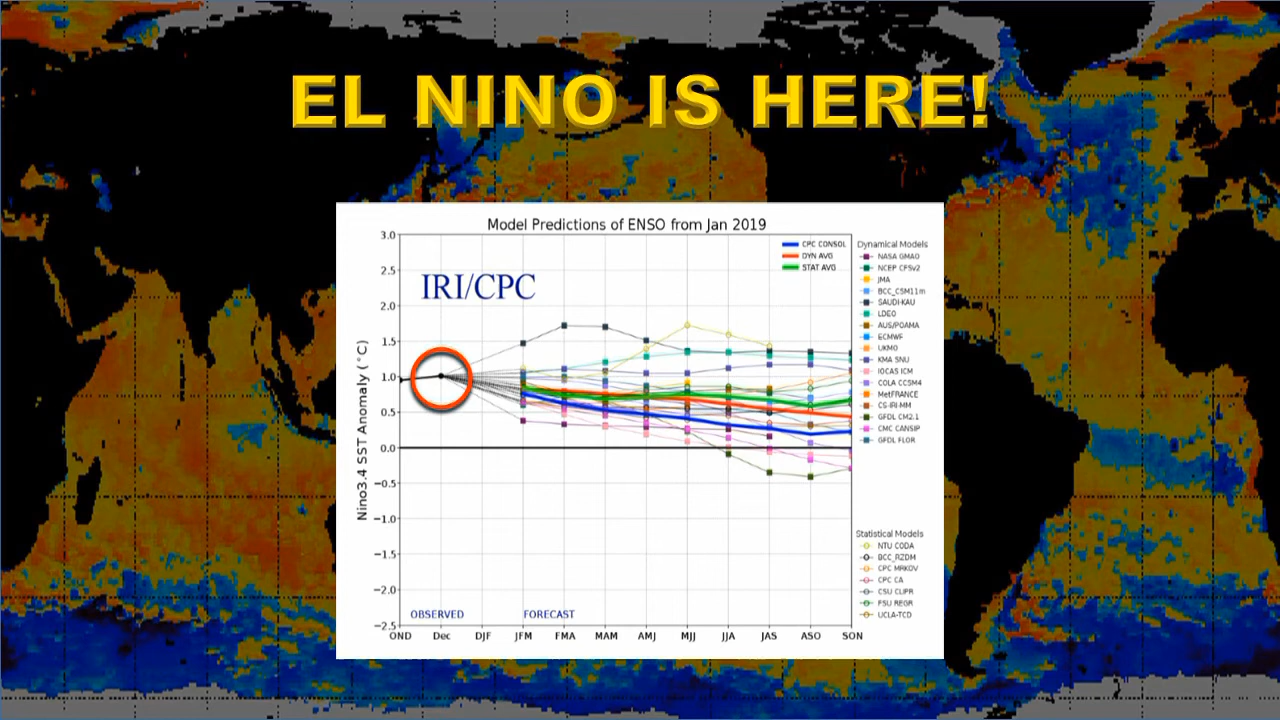 EL NINO IS HERE!
Model Predictions of ENSO from Jan 2019
IRI/CPC
CPC CONSOL
DYN AVG
STAT AVG
Nino3.4 SST Anomaly (°C)
3.0
2.5
2.0
1.5
1.0
0.5
0.0
−0.5
−1.0
−1.5
−2.0
−2.5
OBSERVED
FORECAST
OND Dec DJF JFM FMA MAM AMJ MJJ JJA JAS ASO SON
Dynamical Models
NASA GMAO
NCEP CFSv2
JMA
BCC_CSM11m
SAUDI-KAU
LDEO
AUS/POAMA
ECMWF
UKMO
KMA SNU
IOCAS ICM
COLA CCSM4
MetFRANCE
CS-IRI-MM
GFDL CM2.1
CMC CANSIP
GFDL FLOR
Statistical Models
NTU CODA
BCC_RZDM
CPC MRKOV
CPC CA
CSU CLIPR
FSU REGR
UCLA-TCD